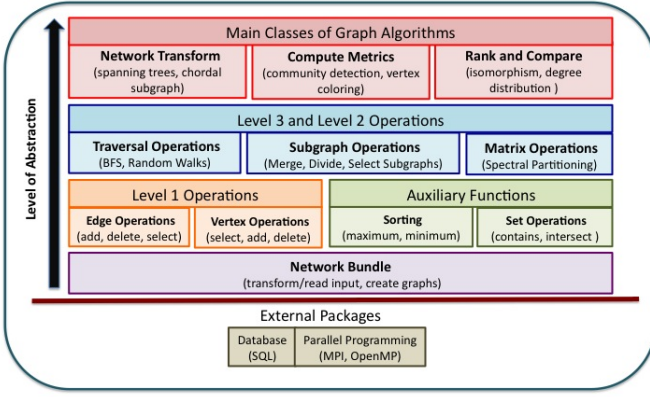 Level of Abstraction
Main Classes of Graph Algorithms
Network Transform
(spanning trees, chordal
subgraph)
Compute Metrics
(community detection, vertex
coloring)
Rank and Compare
(isomorphism, degree
distribution )
Level 3 and Level 2 Operations
Traversal Operations
(BFS, Random Walks)
Subgraph Operations
(Merge, Divide, Select Subgraphs)
Matrix Operations
(Spectral Partitioning)
Level 1 Operations
Edge Operations
(add, delete, select)
Vertex Operations
(select, add, delete)
Auxiliary Functions
Sorting
(maximum, minimum)
Set Operations
(contains, intersect )
Network Bundle
(transform/read input, create graphs)
External Packages
Database
(SQL)
Parallel Programming
(MPI, OpenMP)